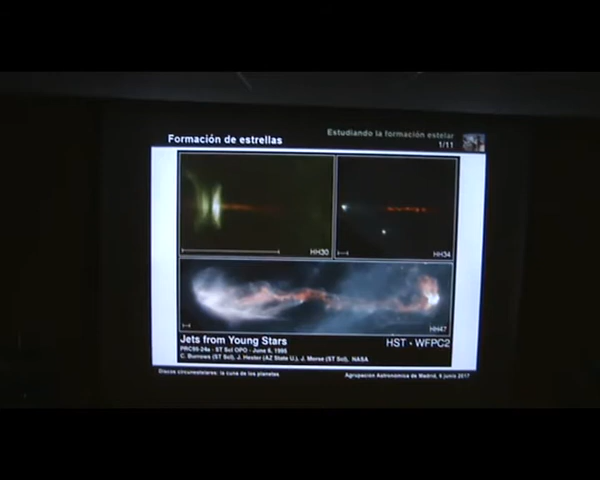 Formación de estrellas
Estudiando la formación estelar
1/11
HH30
HH34
HH47
Jets from Young Stars
HST · WFPC2
PRC95-24a · ST ScI OPO · June 6, 1995
C. Burrows (ST ScI), J. Hester (AZ State U.), J. Morse (ST ScI), NASA
Discos circunestelares: la cuna de los planetas
Agrupación Astronómica de Madrid, 6 junio 2017